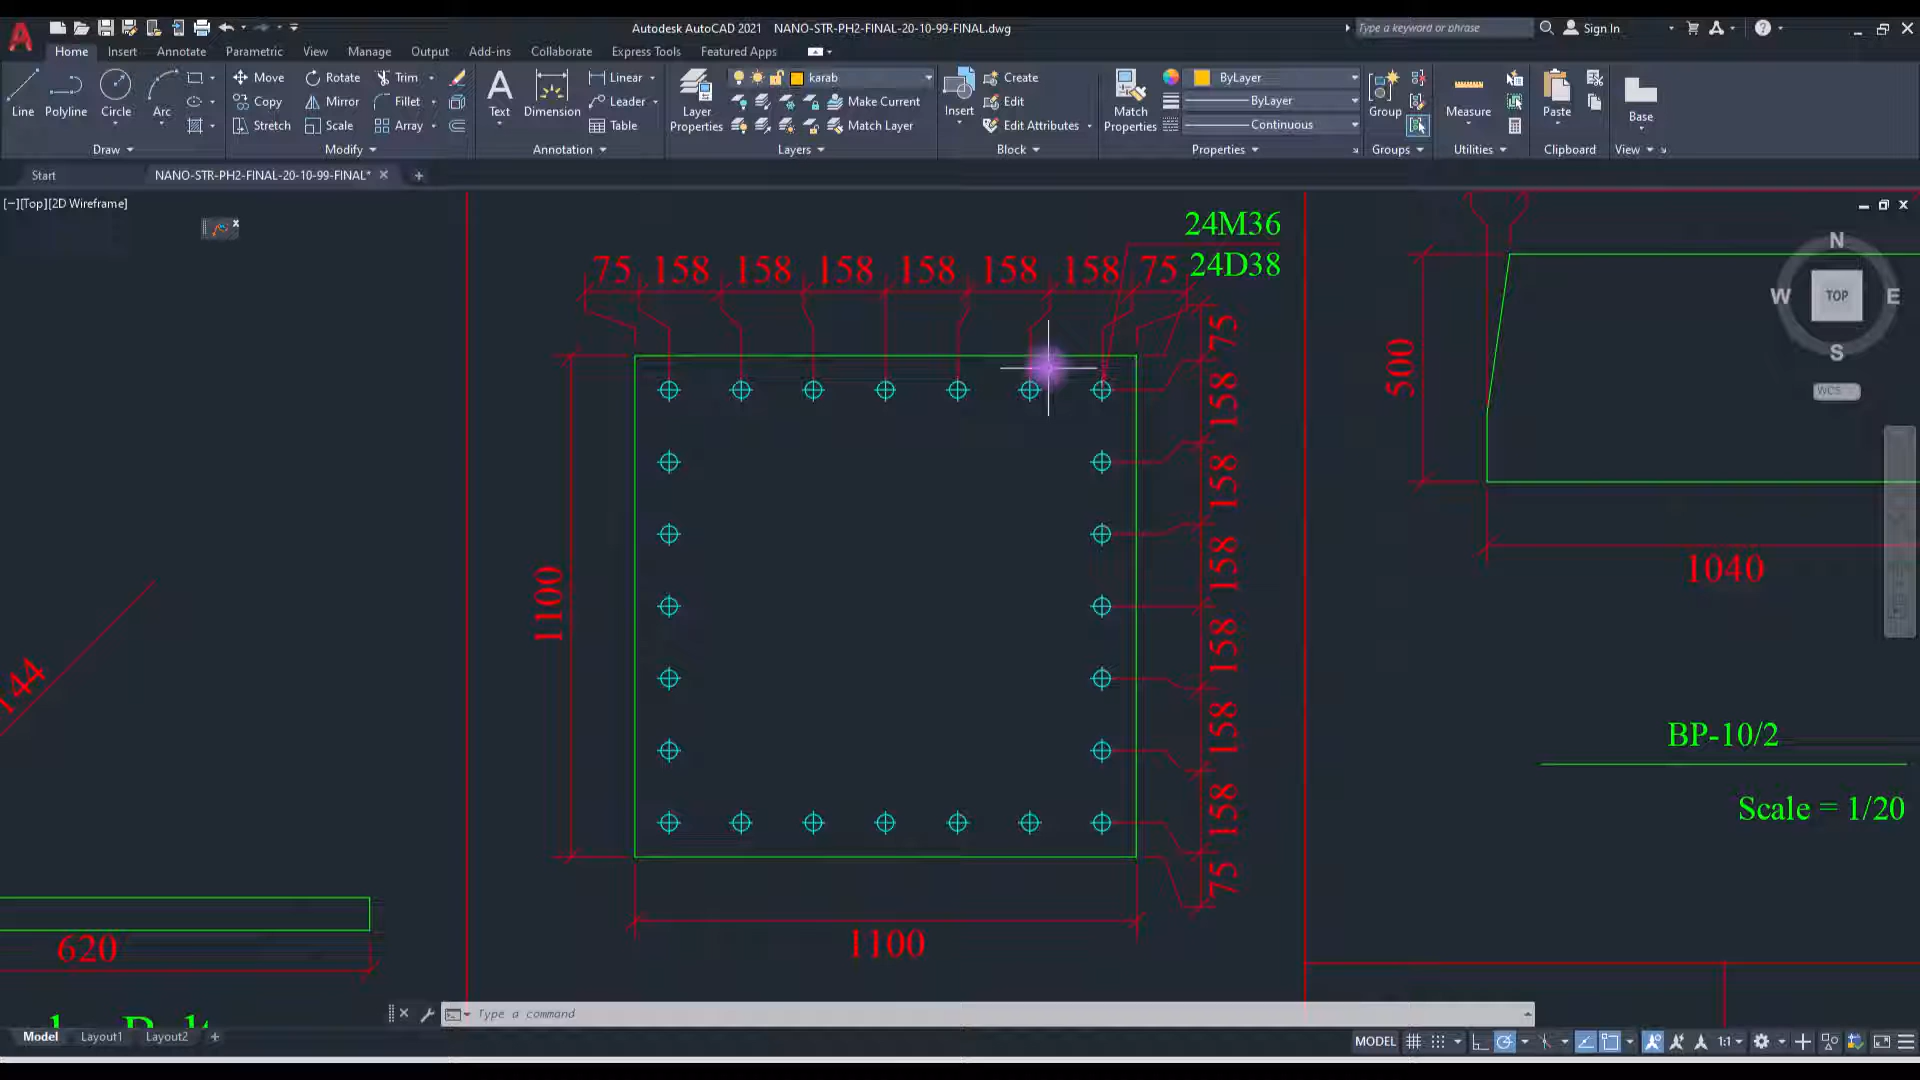 Autodesk AutoCAD 2021 NANO-STR-PH2-FINAL-20-10-99-FINAL.dwg
Type a keyword or phrase
Sign In
Home Insert Annotate Parametric View Manage Output Add-ins Collaborate Express Tools Featured Apps
Line Polyline Circle Arc
Move Rotate Trim
Copy Mirror Fillet
Stretch Scale Array
Text Dimension
Linear
Leader
Table
Layer Properties
karab
Make Current
Match Layer
Insert
Create
Edit
Edit Attributes
Match Properties
ByLayer
ByLayer
Continuous
Group
Measure
Paste
Base
Draw Modify Annotation Layers Block Properties Groups Utilities Clipboard View
Start NANO-STR-PH2-FINAL-20-10-99-FINAL*
[−][Top][2D Wireframe]
24M36
24D38
75 158 158 158 158 158 158 75
75
158
158
158
158
158
158
75
1100
1100
144
620
500
1040
BP-10/2
Scale = 1/20
N
W TOP E
S
WCS
Type a command
Model Layout1 Layout2
MODEL
1:1